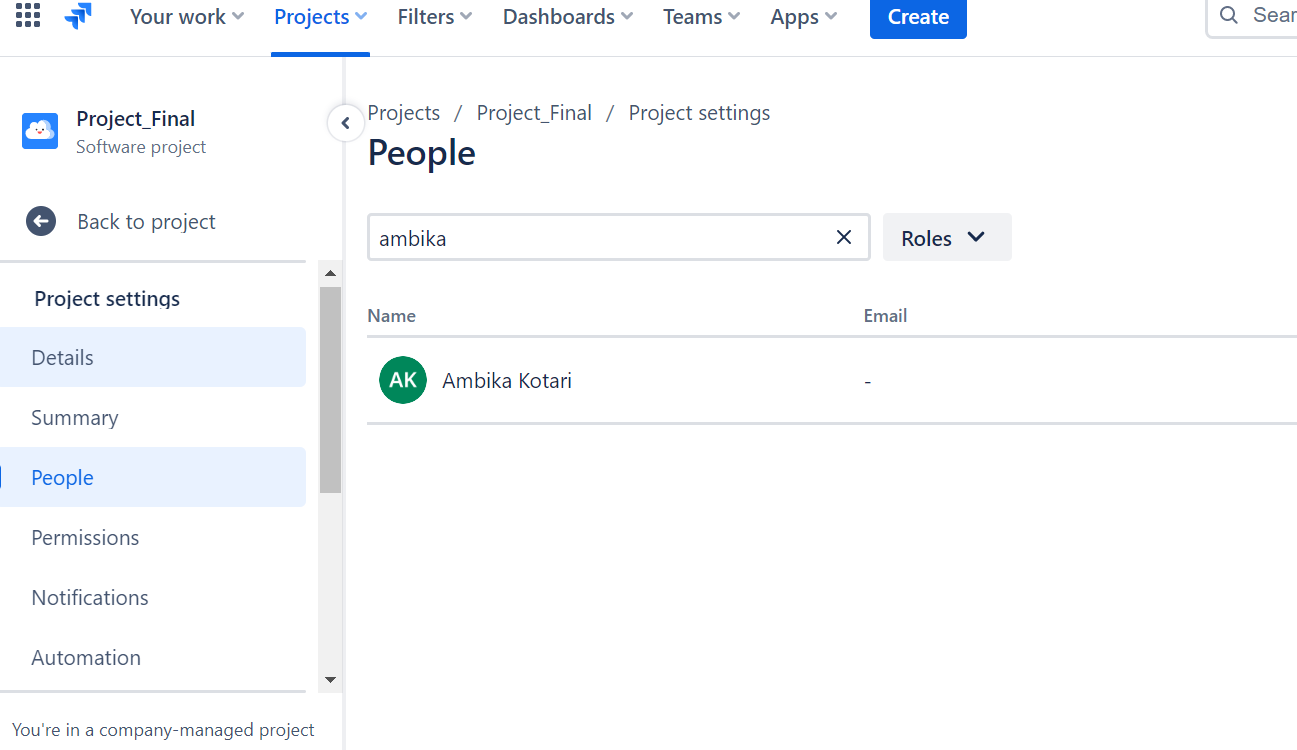 Your work Projects Filters Dashboards Teams Apps Create Sear
Project_Final
Software project
Back to project
Project settings
Details
Summary
People
Permissions
Notifications
Automation
You're in a company-managed project
Projects / Project_Final / Project settings
People
ambika Roles
Name Email
AK Ambika Kotari -